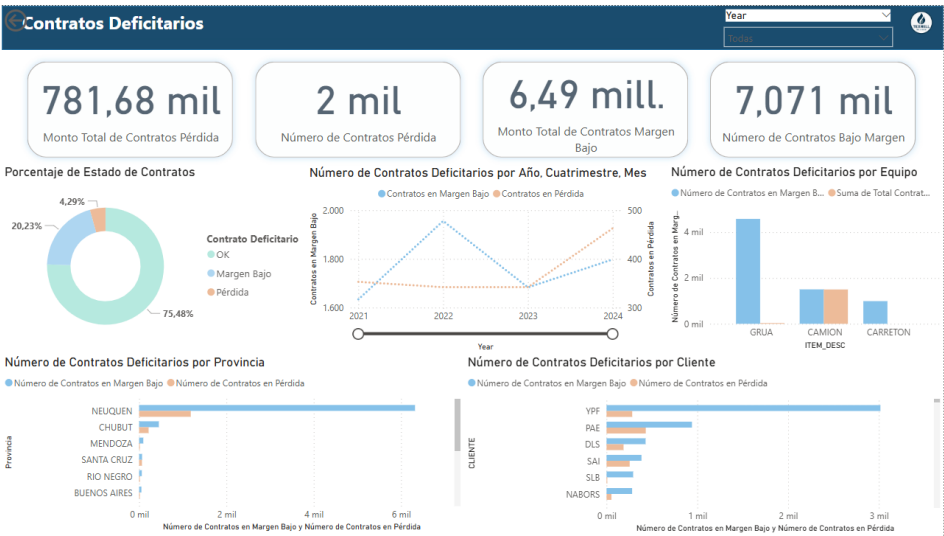 Contratos Deficitarios
Year
Todas
781,68 mil
Monto Total de Contratos Pérdida
2 mil
Número de Contratos Pérdida
6,49 mill.
Monto Total de Contratos Margen
Bajo
7,071 mil
Número de Contratos Bajo Margen
Porcentaje de Estado de Contratos
4,29%
20,23%
75,48%
Contrato Deficitario
OK
Margen Bajo
Pérdida
Número de Contratos Deficitarios por Año, Cuatrimestre, Mes
Contratos en Margen Bajo Contratos en Pérdida
Contratos en Margen Bajo
2.000
1.800
1.600
500
400
300
Contratos en Pérdida
2021 2022 2023 2024
Year
Número de Contratos Deficitarios por Equipo
Número de Contratos en Margen B... Suma de Total Contrat...
Número de Contratos en Marg...
4 mil
2 mil
0 mil
GRUA CAMION CARRETON
ITEM_DESC
Número de Contratos Deficitarios por Provincia
Número de Contratos en Margen Bajo Número de Contratos en Pérdida
Provincia
NEUQUEN
CHUBUT
MENDOZA
SANTA CRUZ
RIO NEGRO
BUENOS AIRES
0 mil 2 mil 4 mil 6 mil
Número de Contratos en Margen Bajo y Número de Contratos en Pérdida
Número de Contratos Deficitarios por Cliente
Número de Contratos en Margen Bajo Número de Contratos en Pérdida
CLIENTE
YPF
PAE
DLS
SAI
SLB
NABORS
0 mil 1 mil 2 mil 3 mil
Número de Contratos en Margen Bajo y Número de Contratos en Pérdida